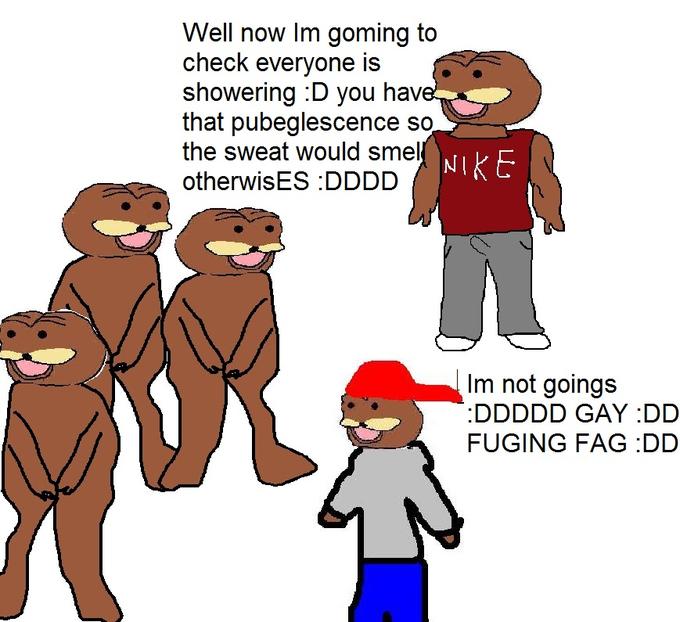 Well now Im goming to
check everyone is
showering :D you have
that pubeglescence so
the sweat would smell
otherwisES :DDDD
NIKE
Im not goings
:DDDDD GAY :DD
FUGING FAG :DD